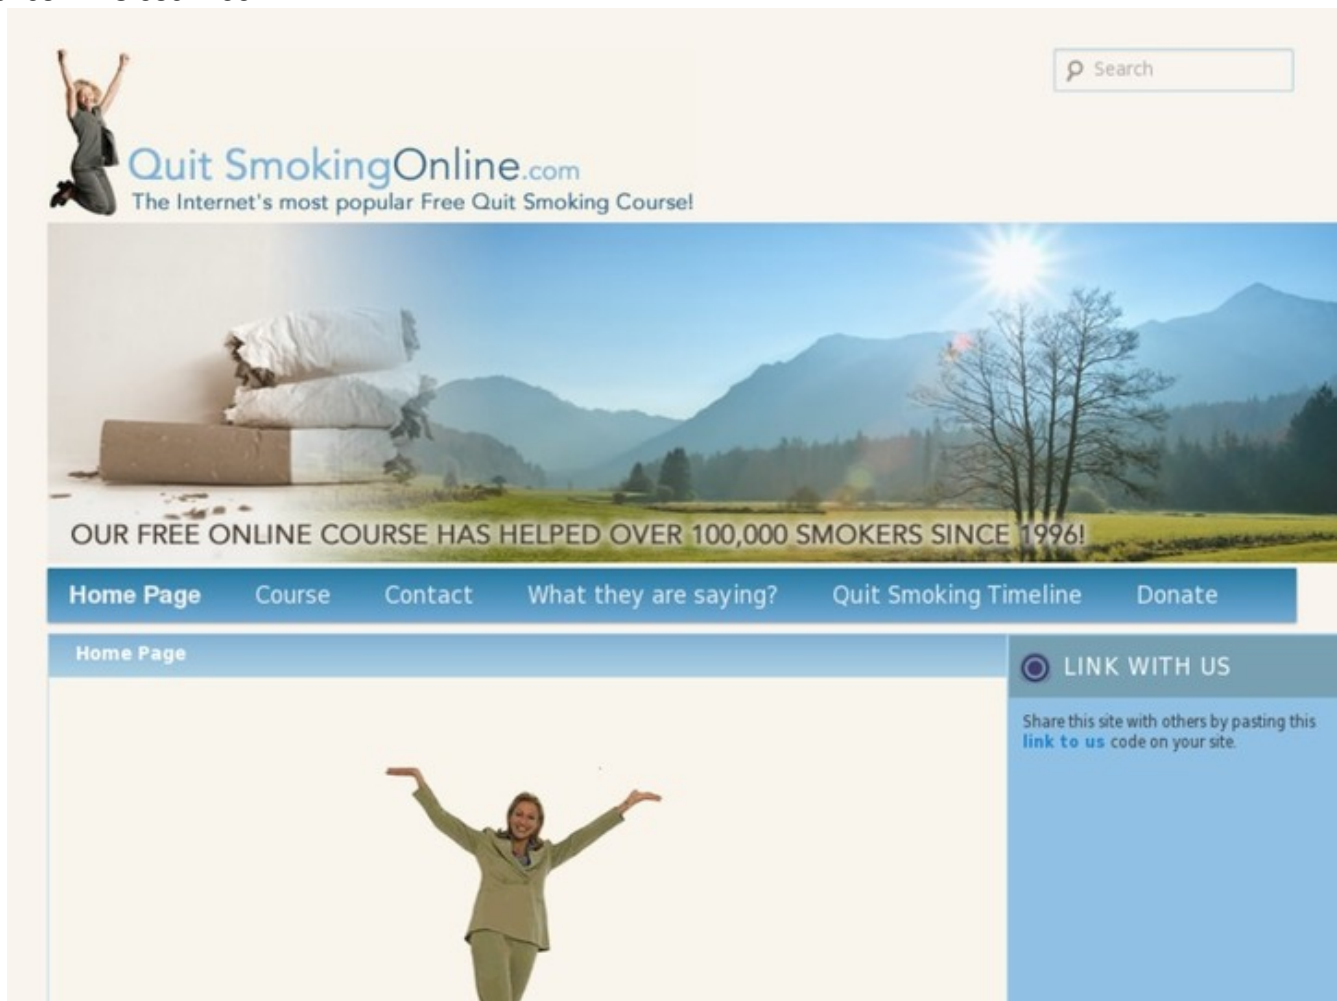 Search
Quit SmokingOnline.com
The Internet's most popular Free Quit Smoking Course!
OUR FREE ONLINE COURSE HAS HELPED OVER 100,000 SMOKERS SINCE 1996!
Home Page Course Contact What they are saying? Quit Smoking Timeline Donate
Home Page
LINK WITH US
Share this site with others by pasting this
link to us code on your site.